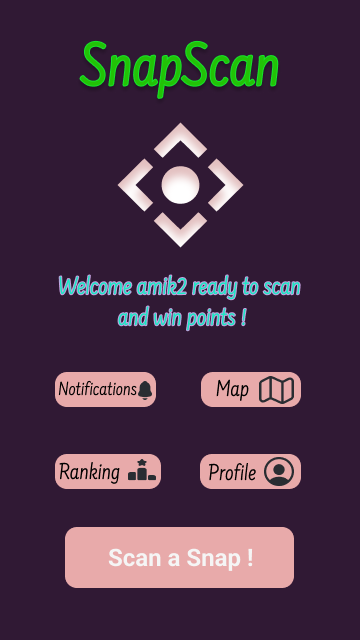 SnapScan
Welcome amik2 ready to scan
and win points !
Notifications
Map
Ranking
Profile
Scan a Snap !